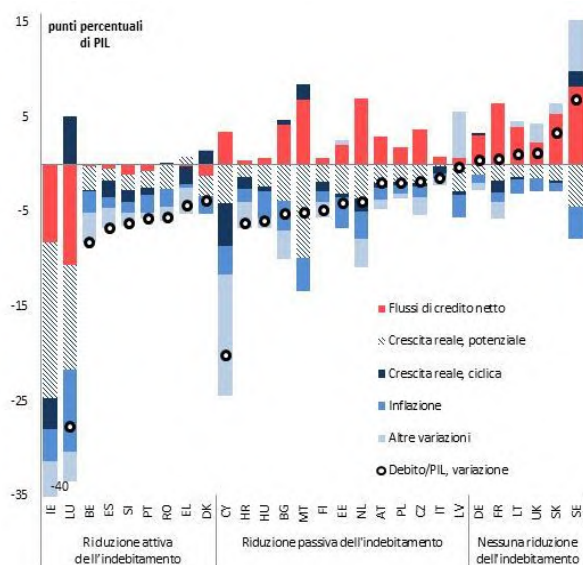 15
punti percentuali
di PIL
5
-5
-15
-25
-35
-40
Flussi di credito netto
Crescita reale, potenziale
Crescita reale, ciclica
Inflazione
Altre variazioni
Debito/PIL, variazione
IE LU BE ES SI PT RO EL DK CY HR HU BG MT FI EE NL AT PL CZ IT LV DE FR LT UK SK SE
Riduzione attiva
dell'indebitamento
Riduzione passiva dell'indebitamento
Nessuna riduzione
dell'indebitamento